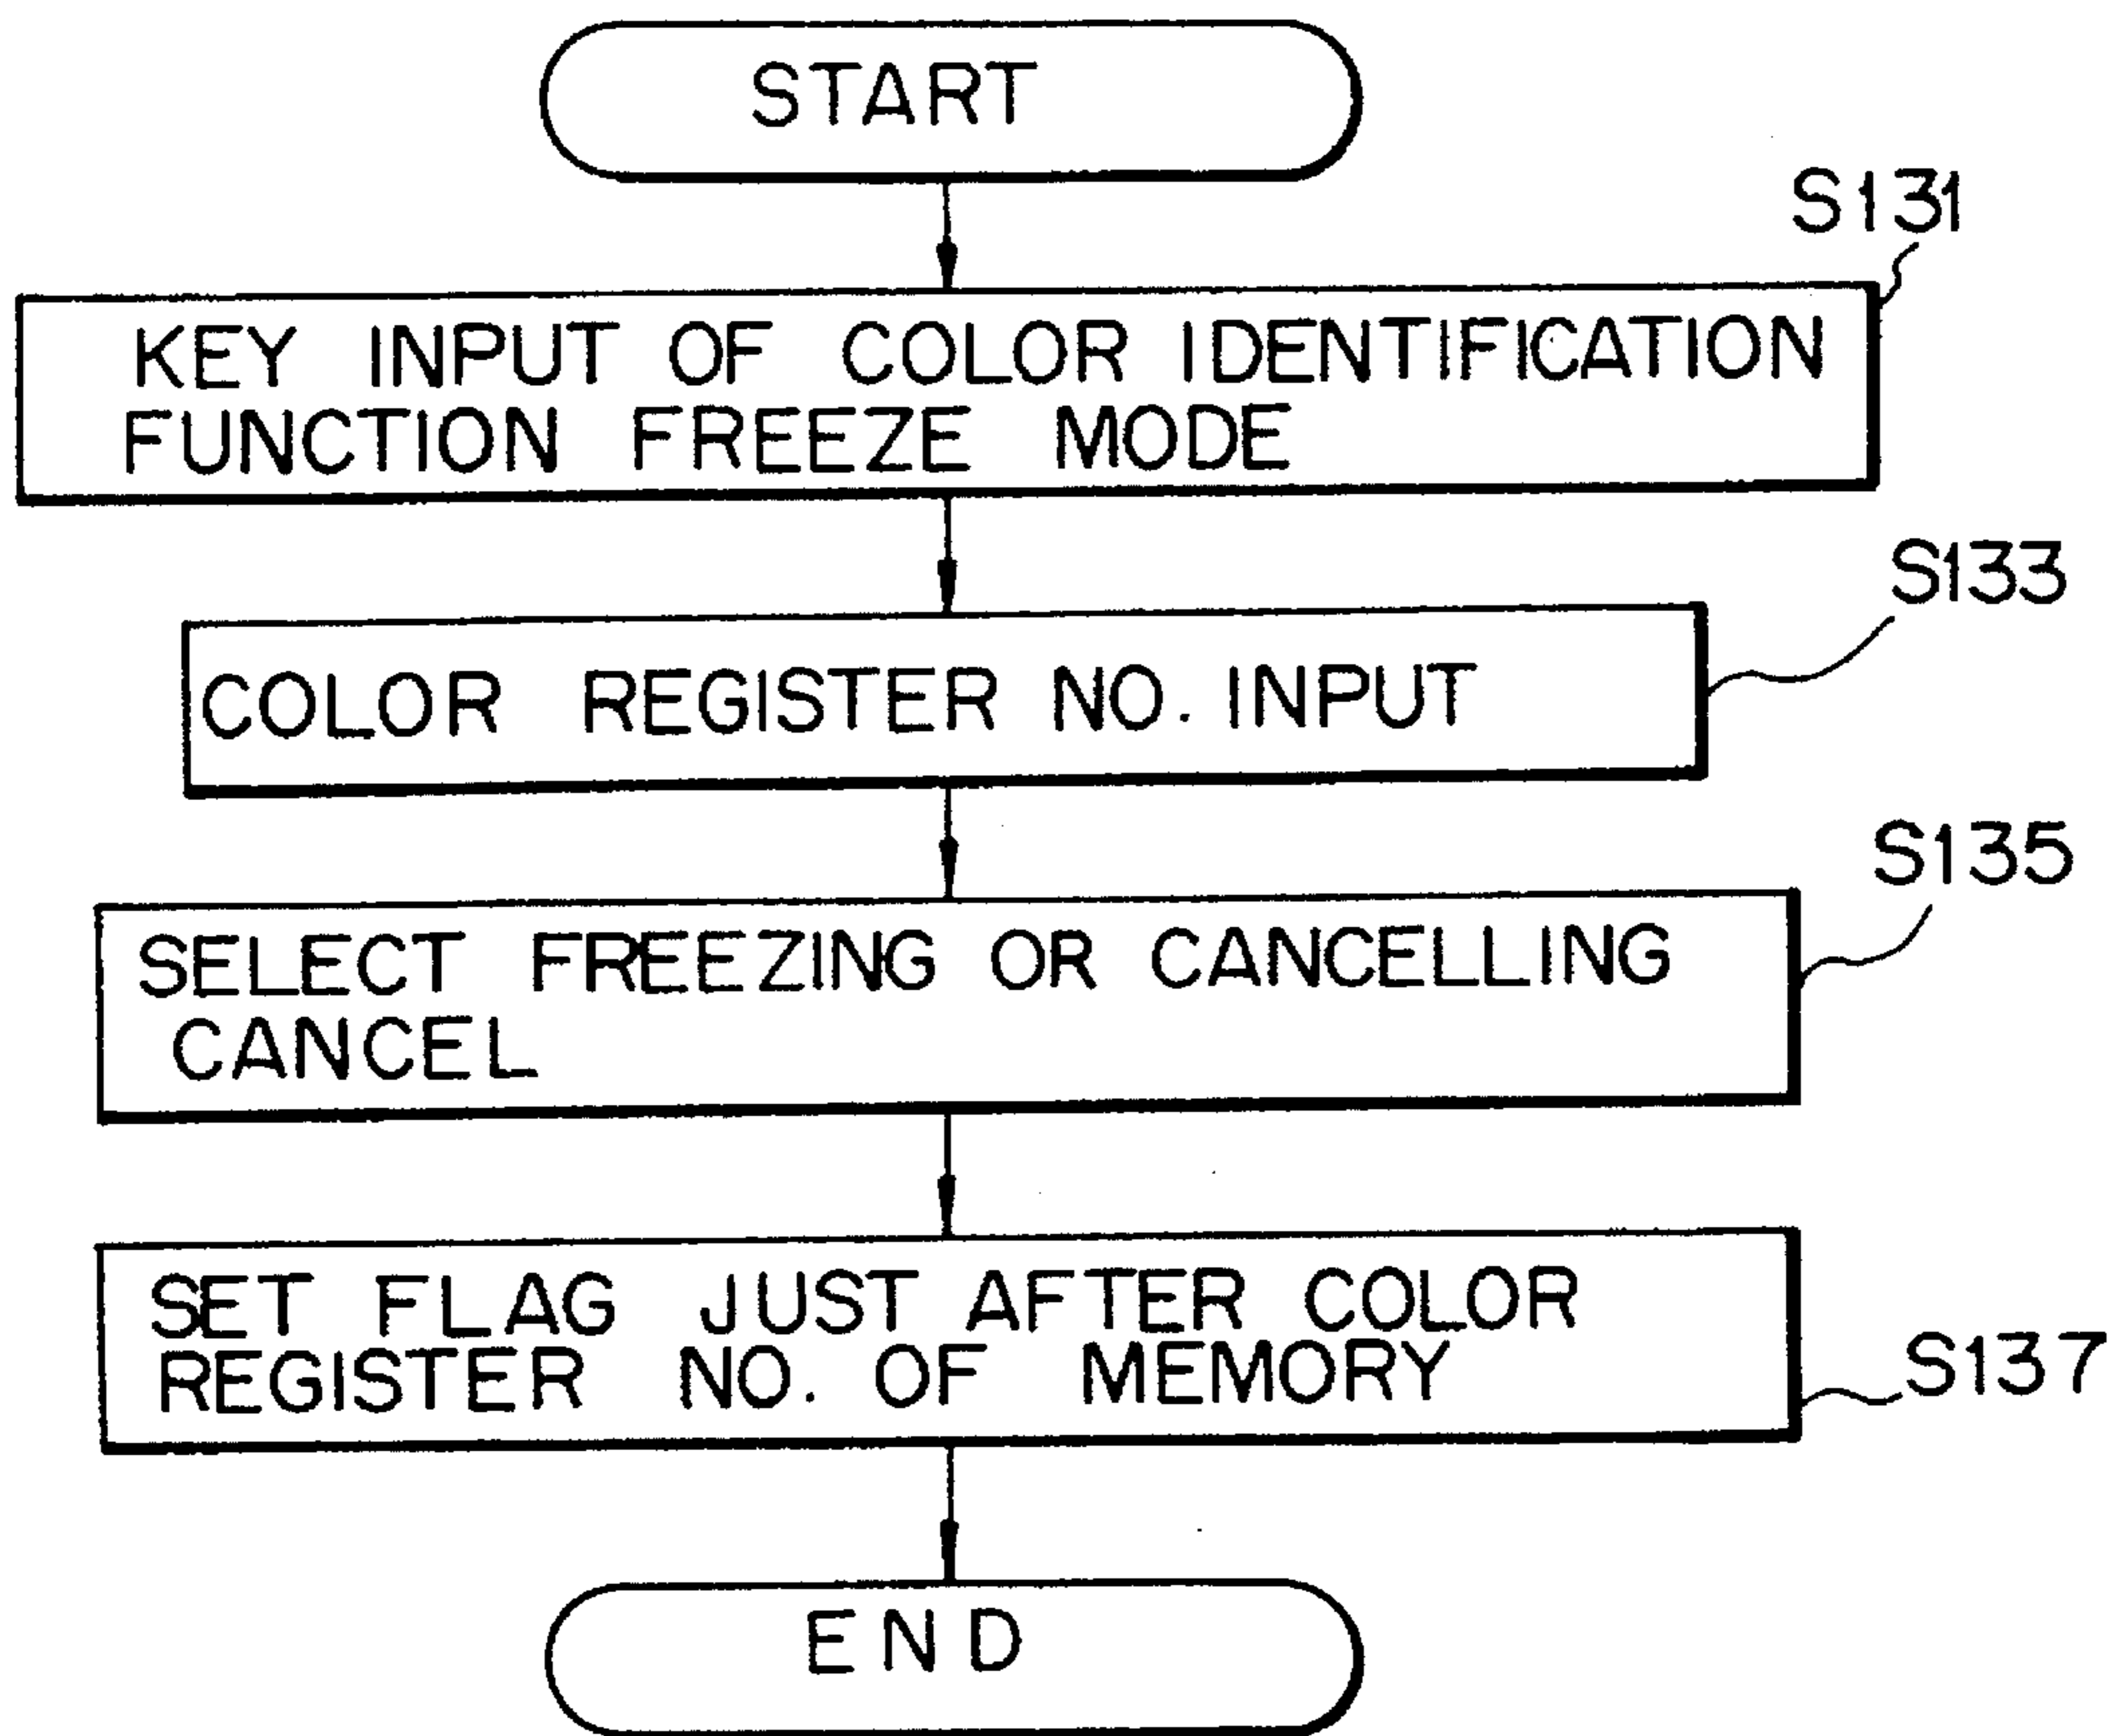 START
S131
KEY INPUT OF COLOR IDENTIFICATION
FUNCTION FREEZE MODE
S133
COLOR REGISTER NO. INPUT
S135
SELECT FREEZING OR CANCELLING
CANCEL
SET FLAG JUST AFTER COLOR
REGISTER NO. OF MEMORY
S137
END